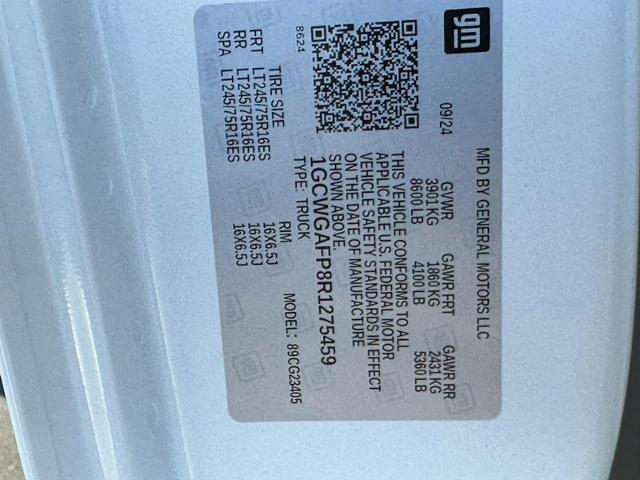 gm
MFD BY GENERAL MOTORS LLC
09/24 GVWR GAWR FRT GAWR RR
3901 KG 1860 KG 2431 KG
8600 LB 4100 LB 5360 LB
THIS VEHICLE CONFORMS TO ALL
APPLICABLE U.S. FEDERAL MOTOR
VEHICLE SAFETY STANDARDS IN EFFECT
ON THE DATE OF MANUFACTURE
SHOWN ABOVE.
1GCWGAFP8R1275459
8624 TYPE: TRUCK MODEL: 89CG23405
TIRE SIZE RIM
FRT LT245/75R16ES 16X6.5J
RR LT245/75R16ES 16X6.5J
SPA LT245/75R16ES 16X6.5J